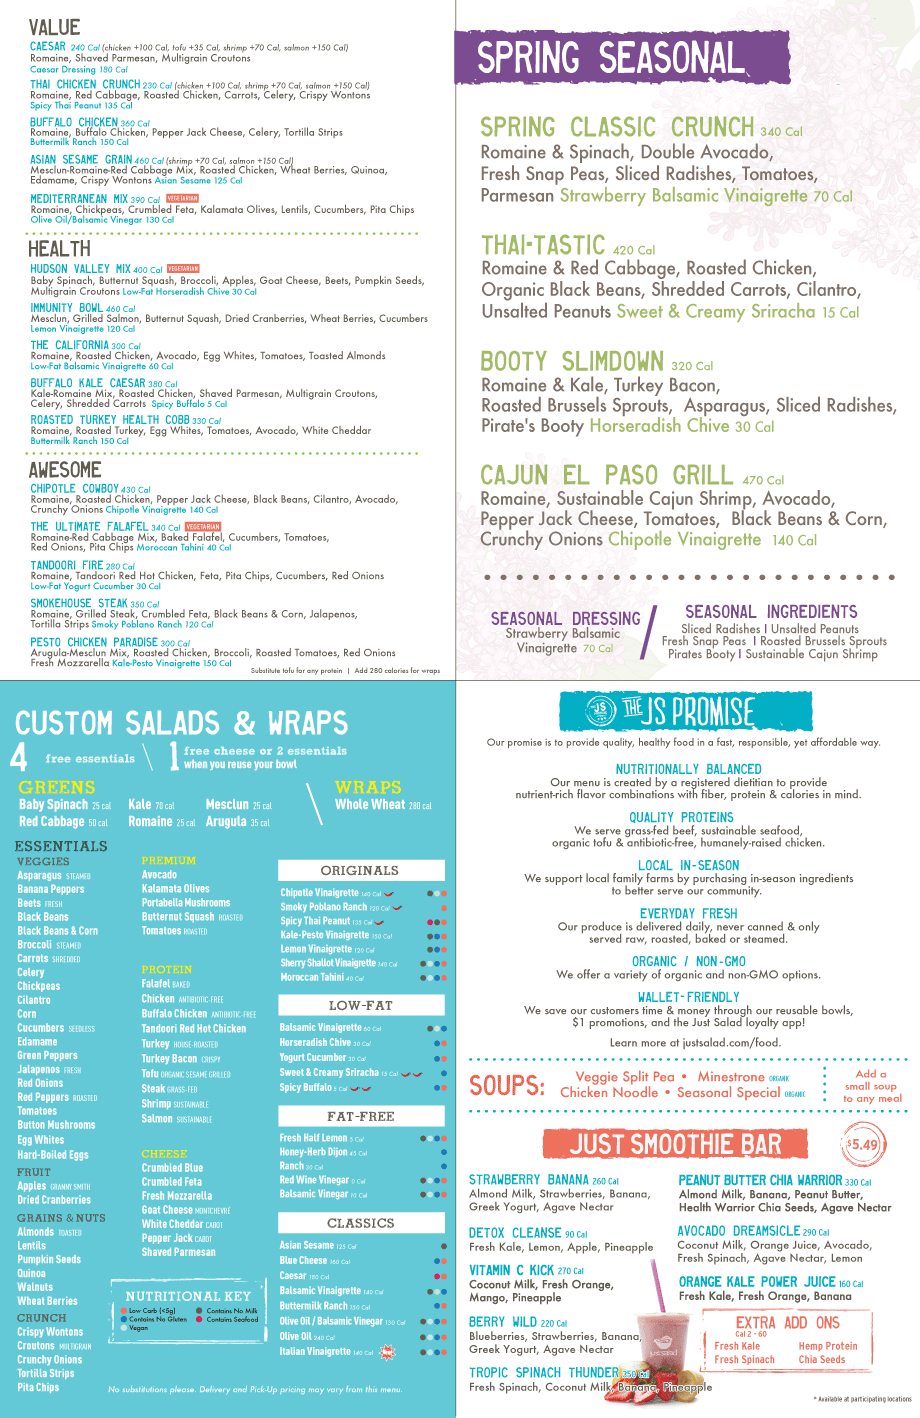 VALUE
CAESAR 240 Cal (chicken +100 Cal, tofu +35 Cal, shrimp +70 Cal, salmon +150 Cal)
Romaine, Shaved Parmesan, Multigrain Croutons
Caesar Dressing 180 Cal
THAI CHICKEN CRUNCH 230 Cal (chicken +100 Cal, shrimp +70 Cal, salmon +150 Cal)
Romaine, Red Cabbage, Roasted Chicken, Carrots, Celery, Crispy Wontons
Spicy Thai Peanut 135 Cal
BUFFALO CHICKEN 360 Cal
Romaine, Buffalo Chicken, Pepper Jack Cheese, Celery, Tortilla Strips
Buttermilk Ranch 150 Cal
ASIAN SESAME GRAIN 460 Cal (shrimp +70 Cal, salmon +150 Cal)
Mesclun-Romaine-Red Cabbage Mix, Roasted Chicken, Wheat Berries, Quinoa,
Edamame, Crispy Wontons Asian Sesame 125 Cal
MEDITERRANEAN MIX 390 Cal VEGETARIAN
Romaine, Chickpeas, Crumbled Feta, Kalamata Olives, Lentils, Cucumbers, Pita Chips
Olive Oil/Balsamic Vinegar 130 Cal
HEALTH
HUDSON VALLEY MIX 400 Cal VEGETARIAN
Baby Spinach, Butternut Squash, Broccoli, Apples, Goat Cheese, Beets, Pumpkin Seeds,
Multigrain Croutons Low-Fat Horseradish Chive 30 Cal
IMMUNITY BOWL 460 Cal
Mesclun, Grilled Salmon, Butternut Squash, Dried Cranberries, Wheat Berries, Cucumbers
Lemon Vinaigrette 120 Cal
THE CALIFORNIA 300 Cal
Romaine, Roasted Chicken, Avocado, Egg Whites, Tomatoes, Toasted Almonds
Low-Fat Balsamic Vinaigrette 60 Cal
BUFFALO KALE CAESAR 380 Cal
Kale-Romaine Mix, Roasted Chicken, Shaved Parmesan, Multigrain Croutons,
Celery, Shredded Carrots Spicy Buffalo 5 Cal
ROASTED TURKEY HEALTH COBB 330 Cal
Romaine, Roasted Turkey, Egg Whites, Tomatoes, Avocado, White Cheddar
Buttermilk Ranch 150 Cal
AWESOME
CHIPOTLE COWBOY 430 Cal
Romaine, Roasted Chicken, Pepper Jack Cheese, Black Beans, Cilantro, Avocado,
Crunchy Onions Chipotle Vinaigrette 140 Cal
THE ULTIMATE FALAFEL 340 Cal VEGETARIAN
Romaine-Red Cabbage Mix, Baked Falafel, Cucumbers, Tomatoes,
Red Onions, Pita Chips Moroccan Tahini 40 Cal
TANDOORI FIRE 280 Cal
Romaine, Tandoori Red Hot Chicken, Feta, Pita Chips, Cucumbers, Red Onions
Low-Fat Yogurt Cucumber 30 Cal
SMOKEHOUSE STEAK 350 Cal
Romaine, Grilled Steak, Crumbled Feta, Black Beans & Corn, Jalapenos,
Tortilla Strips Smoky Poblano Ranch 120 Cal
PESTO CHICKEN PARADISE 300 Cal
Arugula-Mesclun Mix, Roasted Chicken, Broccoli, Roasted Tomatoes, Red Onions
Fresh Mozzarella Kale-Pesto Vinaigrette 150 Cal
Substitute tofu for any protein | Add 280 calories for wraps
SPRING SEASONAL
SPRING CLASSIC CRUNCH 340 Cal
Romaine & Spinach, Double Avocado,
Fresh Snap Peas, Sliced Radishes, Tomatoes,
Parmesan Strawberry Balsamic Vinaigrette 70 Cal
THAI-TASTIC 420 Cal
Romaine & Red Cabbage, Roasted Chicken,
Organic Black Beans, Shredded Carrots, Cilantro,
Unsalted Peanuts Sweet & Creamy Sriracha 15 Cal
BOOTY SLIMDOWN 320 Cal
Romaine & Kale, Turkey Bacon,
Roasted Brussels Sprouts, Asparagus, Sliced Radishes,
Pirate's Booty Horseradish Chive 30 Cal
CAJUN EL PASO GRILL 470 Cal
Romaine, Sustainable Cajun Shrimp, Avocado,
Pepper Jack Cheese, Tomatoes, Black Beans & Corn,
Crunchy Onions Chipotle Vinaigrette 140 Cal
SEASONAL DRESSING
Strawberry Balsamic
Vinaigrette 70 Cal
SEASONAL INGREDIENTS
Sliced Radishes | Unsalted Peanuts
Fresh Snap Peas | Roasted Brussels Sprouts
Pirates Booty | Sustainable Cajun Shrimp
CUSTOM SALADS & WRAPS
4 free essentials
1 free cheese or 2 essentials
when you reuse your bowl
GREENS
Baby Spinach 25 cal Kale 70 cal Mesclun 25 cal
Red Cabbage 50 cal Romaine 25 cal Arugula 35 cal
WRAPS
Whole Wheat 280 cal
ESSENTIALS
VEGGIES
Asparagus STEAMED
Banana Peppers
Beets FRESH
Black Beans
Black Beans & Corn
Broccoli STEAMED
Carrots SHREDDED
Celery
Chickpeas
Cilantro
Corn
Cucumbers SEEDLESS
Edamame
Green Peppers
Jalapenos FRESH
Red Onions
Red Peppers ROASTED
Tomatoes
Button Mushrooms
Egg Whites
Hard-Boiled Eggs
FRUIT
Apples GRANNY SMITH
Dried Cranberries
GRAINS & NUTS
Almonds TOASTED
Lentils
Pumpkin Seeds
Quinoa
Walnuts
Wheat Berries
CRUNCH
Crispy Wontons
Croutons MULTIGRAIN
Crunchy Onions
Tortilla Strips
Pita Chips
PREMIUM
Avocado
Kalamata Olives
Portabella Mushrooms
Butternut Squash ROASTED
Tomatoes ROASTED
PROTEIN
Falafel BAKED
Chicken ANTIBIOTIC-FREE
Buffalo Chicken ANTIBIOTIC-FREE
Tandoori Red Hot Chicken
Turkey HOUSE-ROASTED
Turkey Bacon CRISPY
Tofu ORGANIC SESAME GRILLED
Steak GRASS-FED
Shrimp SUSTAINABLE
Salmon SUSTAINABLE
CHEESE
Crumbled Blue
Crumbled Feta
Fresh Mozzarella
Goat Cheese MONTCHEVRE
White Cheddar CABOT
Pepper Jack CABOT
Shaved Parmesan
NUTRITIONAL KEY
Low Carb (<5g) Contains No Milk
Contains No Gluten Contains Seafood
Vegan
ORIGINALS
Chipotle Vinaigrette 140 Cal
Smoky Poblano Ranch 120 Cal
Spicy Thai Peanut 135 Cal
Kale-Pesto Vinaigrette 150 Cal
Lemon Vinaigrette 120 Cal
Sherry Shallot Vinaigrette 140 Cal
Moroccan Tahini 40 Cal
LOW-FAT
Balsamic Vinaigrette 60 Cal
Horseradish Chive 30 Cal
Yogurt Cucumber 30 Cal
Sweet & Creamy Sriracha 15 Cal
Spicy Buffalo 5 Cal
FAT-FREE
Fresh Half Lemon 5 Cal
Honey-Herb Dijon 45 Cal
Ranch 30 Cal
Red Wine Vinegar 0 Cal
Balsamic Vinegar 10 Cal
CLASSICS
Asian Sesame 125 Cal
Blue Cheese 160 Cal
Caesar 180 Cal
Balsamic Vinaigrette 140 Cal
Buttermilk Ranch 150 Cal
Olive Oil / Balsamic Vinegar 130 Cal
Olive Oil 240 Cal
Italian Vinaigrette 140 Cal New!
No substitutions please. Delivery and Pick-Up pricing may vary from this menu.
JS THE JS PROMISE
Our promise is to provide quality, healthy food in a fast, responsible, yet affordable way.
NUTRITIONALLY BALANCED
Our menu is created by a registered dietitian to provide
nutrient-rich flavor combinations with fiber, protein & calories in mind.
QUALITY PROTEINS
We serve grass-fed beef, sustainable seafood,
organic tofu & antibiotic-free, humanely-raised chicken.
LOCAL IN-SEASON
We support local family farms by purchasing in-season ingredients
to better serve our community.
EVERYDAY FRESH
Our produce is delivered daily, never canned & only
served raw, roasted, baked or steamed.
ORGANIC / NON-GMO
We offer a variety of organic and non-GMO options.
WALLET-FRIENDLY
We save our customers time & money through our reusable bowls,
$1 promotions, and the Just Salad loyalty app!
Learn more at justsalad.com/food.
SOUPS:
Veggie Split Pea • Minestrone ORGANIC
Chicken Noodle • Seasonal Special ORGANIC
Add a
small soup
to any meal
JUST SMOOTHIE BAR
$5.49
STRAWBERRY BANANA 260 Cal
Almond Milk, Strawberries, Banana,
Greek Yogurt, Agave Nectar
DETOX CLEANSE 90 Cal
Fresh Kale, Lemon, Apple, Pineapple
VITAMIN C KICK 270 Cal
Coconut Milk, Fresh Orange,
Mango, Pineapple
BERRY WILD 220 Cal
Blueberries, Strawberries, Banana,
Greek Yogurt, Agave Nectar
TROPIC SPINACH THUNDER 250 Cal
Fresh Spinach, Coconut Milk, Banana, Pineapple
justsalad
PEANUT BUTTER CHIA WARRIOR 330 Cal
Almond Milk, Banana, Peanut Butter,
Health Warrior Chia Seeds, Agave Nectar
AVOCADO DREAMSICLE 290 Cal
Coconut Milk, Orange Juice, Avocado,
Fresh Spinach, Agave Nectar, Lemon
ORANGE KALE POWER JUICE 160 Cal
Fresh Kale, Fresh Orange, Banana
EXTRA ADD ONS
Cal 2 - 60
Fresh Kale Hemp Protein
Fresh Spinach Chia Seeds
* Available at participating locations